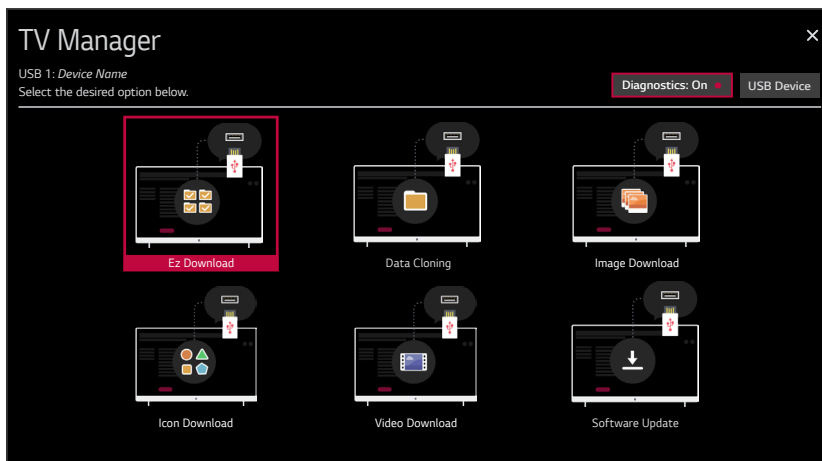 TV Manager
USB 1: Device Name
Select the desired option below.
Diagnostics: On
USB Device
Ez Download
Data Cloning
Image Download
Icon Download
Video Download
Software Update